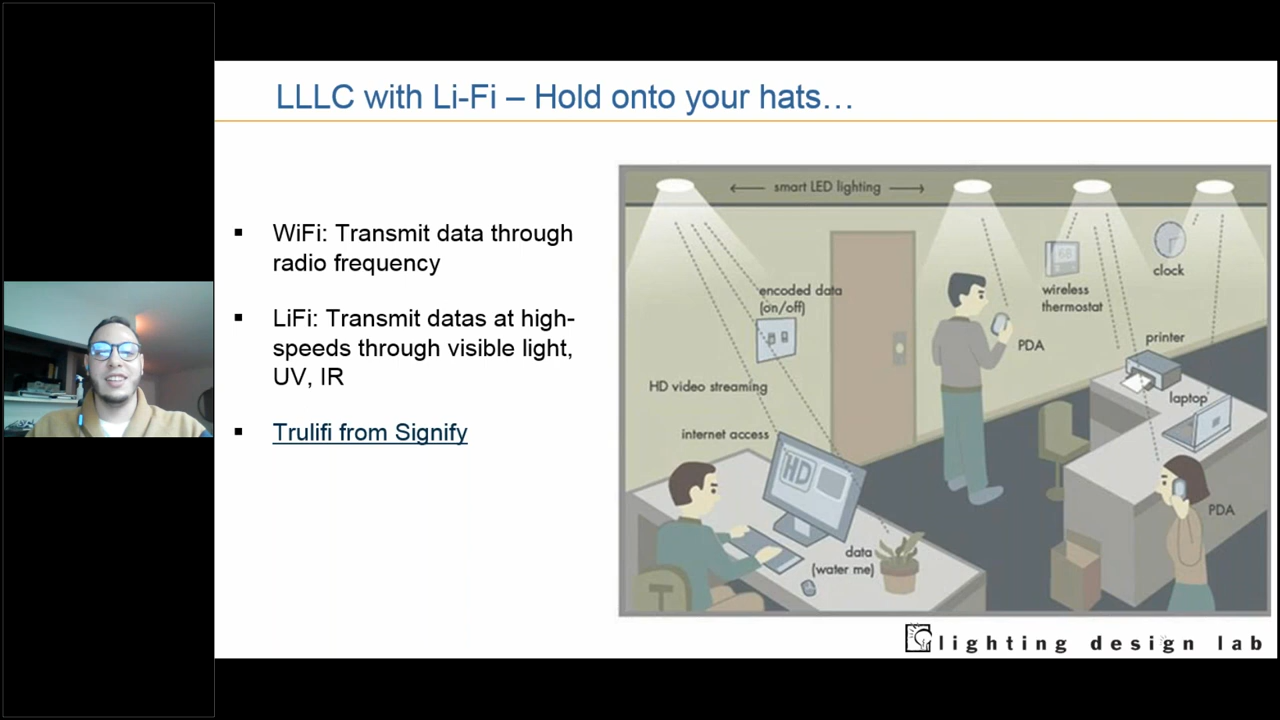 LLLC with Li-Fi – Hold onto your hats…
▪ WiFi: Transmit data through
radio frequency
▪ LiFi: Transmit datas at high-
speeds through visible light,
UV, IR
▪ Trulifi from Signify
smart LED lighting
encoded data
(on/off)
HD video streaming
internet access
HD
data
(water me)
PDA
68
wireless
thermostat
clock
printer
laptop
PDA
lighting design lab